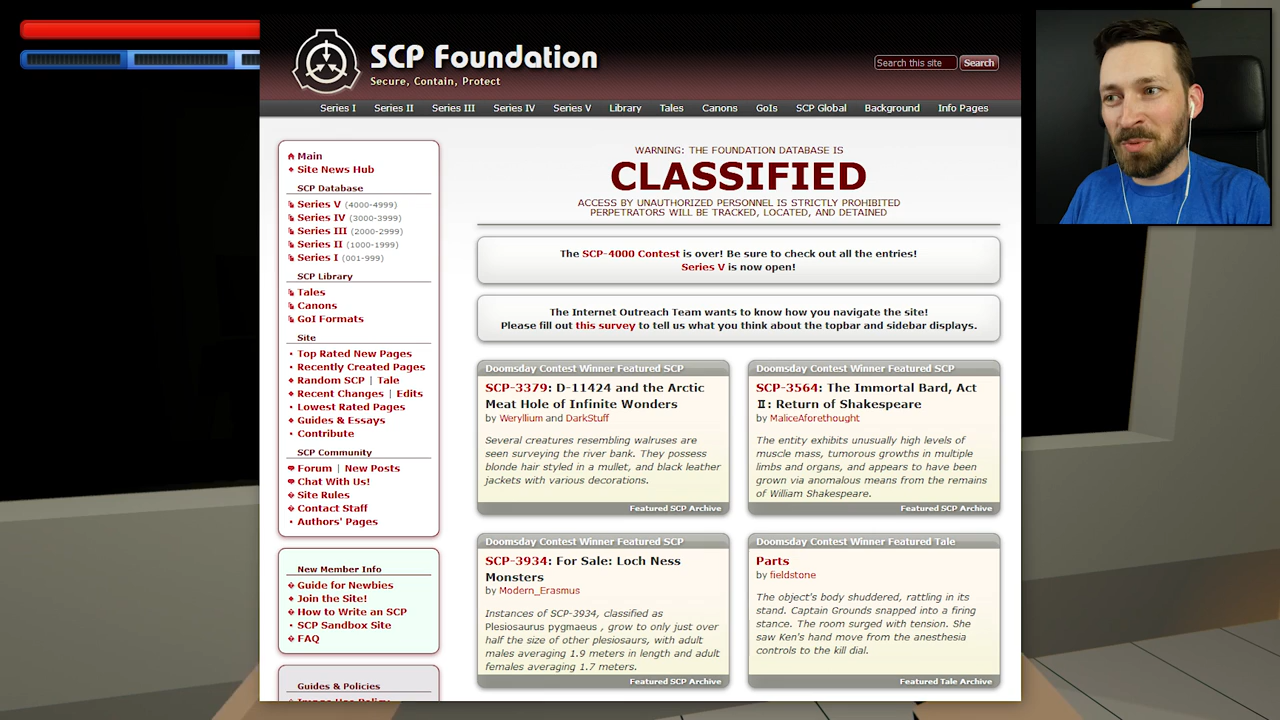 SCP Foundation
Secure, Contain, Protect
Search this site
Search
Series I Series II Series III Series IV Series V Library Tales Canons GoIs SCP Global Background Info Pages
Main
Site News Hub
SCP Database
Series V (4000-4999)
Series IV (3000-3999)
Series III (2000-2999)
Series II (1000-1999)
Series I (001-999)
SCP Library
Tales
Canons
GoI Formats
Site
Top Rated New Pages
Recently Created Pages
Random SCP | Tale
Recent Changes | Edits
Lowest Rated Pages
Guides & Essays
Contribute
SCP Community
Forum | New Posts
Chat With Us!
Site Rules
Contact Staff
Authors' Pages
New Member Info
Guide for Newbies
Join the Site!
How to Write an SCP
SCP Sandbox Site
FAQ
Guides & Policies
Image Use Policy
WARNING: THE FOUNDATION DATABASE IS
CLASSIFIED
ACCESS BY UNAUTHORIZED PERSONNEL IS STRICTLY PROHIBITED
PERPETRATORS WILL BE TRACKED, LOCATED, AND DETAINED
The SCP-4000 Contest is over! Be sure to check out all the entries!
Series V is now open!
The Internet Outreach Team wants to know how you navigate the site!
Please fill out this survey to tell us what you think about the topbar and sidebar displays.
Doomsday Contest Winner Featured SCP
SCP-3379: D-11424 and the Arctic
Meat Hole of Infinite Wonders
by Weryllium and DarkStuff
Several creatures resembling walruses are
seen surveying the river bank. They possess
blonde hair styled in a mullet, and black leather
jackets with various decorations.
Featured SCP Archive
Doomsday Contest Winner Featured SCP
SCP-3564: The Immortal Bard, Act
II: Return of Shakespeare
by MaliceAforethought
The entity exhibits unusually high levels of
muscle mass, tumorous growths in multiple
limbs and organs, and appears to have been
grown via anomalous means from the remains
of William Shakespeare.
Featured SCP Archive
Doomsday Contest Winner Featured SCP
SCP-3934: For Sale: Loch Ness
Monsters
by Modern_Erasmus
Instances of SCP-3934, classified as
Plesiosaurus pygmaeus , grow to only just over
half the size of other plesiosaurs, with adult
males averaging 1.9 meters in length and adult
females averaging 1.7 meters.
Featured SCP Archive
Doomsday Contest Winner Featured Tale
Parts
by fieldstone
The object's body shuddered, rattling in its
stand. Captain Grounds snapped into a firing
stance. The room surged with tension. She
saw Ken's hand move from the anesthesia
controls to the kill dial.
Featured Tale Archive